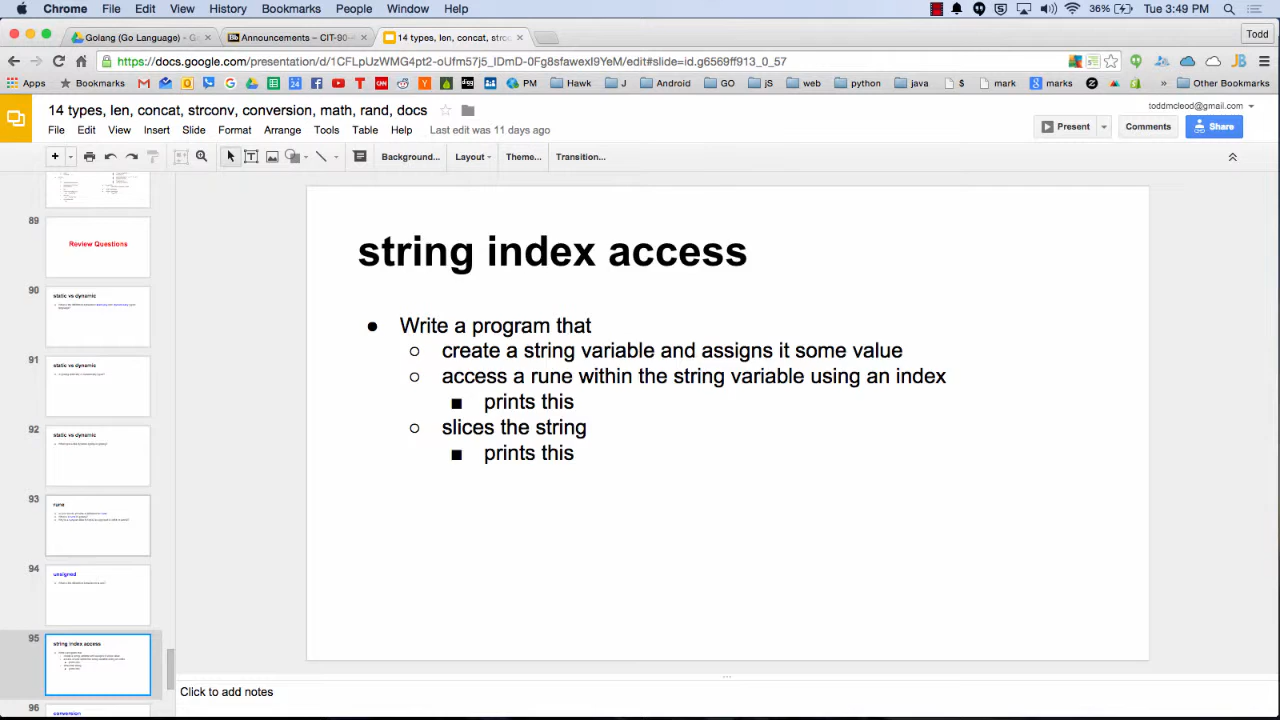 Chrome File Edit View History Bookmarks People Window Help 36% Tue 3:49 PM
Golang (Go Language) - G Announcements – CIT-90- 14 types, len, concat, strc Todd
https://docs.google.com/presentation/d/1CFLpUzWMG4pt2-oUfm57j5_IDmD-0Fg8sfawexI9YeM/edit#slide=id.g6569ff913_0_57
Apps Bookmarks Hawk J Android GO jS web python java $ mark marks Other Bookmarks
14 types, len, concat, strconv, conversion, math, rand, docs
toddmcleod@gmail.com
File Edit View Insert Slide Format Arrange Tools Table Help Last edit was 11 days ago
Present Comments Share
Background... Layout Theme... Transition...
89
Review Questions
90
static vs dynamic
91
static vs dynamic
92
static vs dynamic
93
rune
94
unsigned
95
string index access
96
conversion
string index access
● Write a program that
○ create a string variable and assigns it some value
○ access a rune within the string variable using an index
■ prints this
○ slices the string
■ prints this
Click to add notes